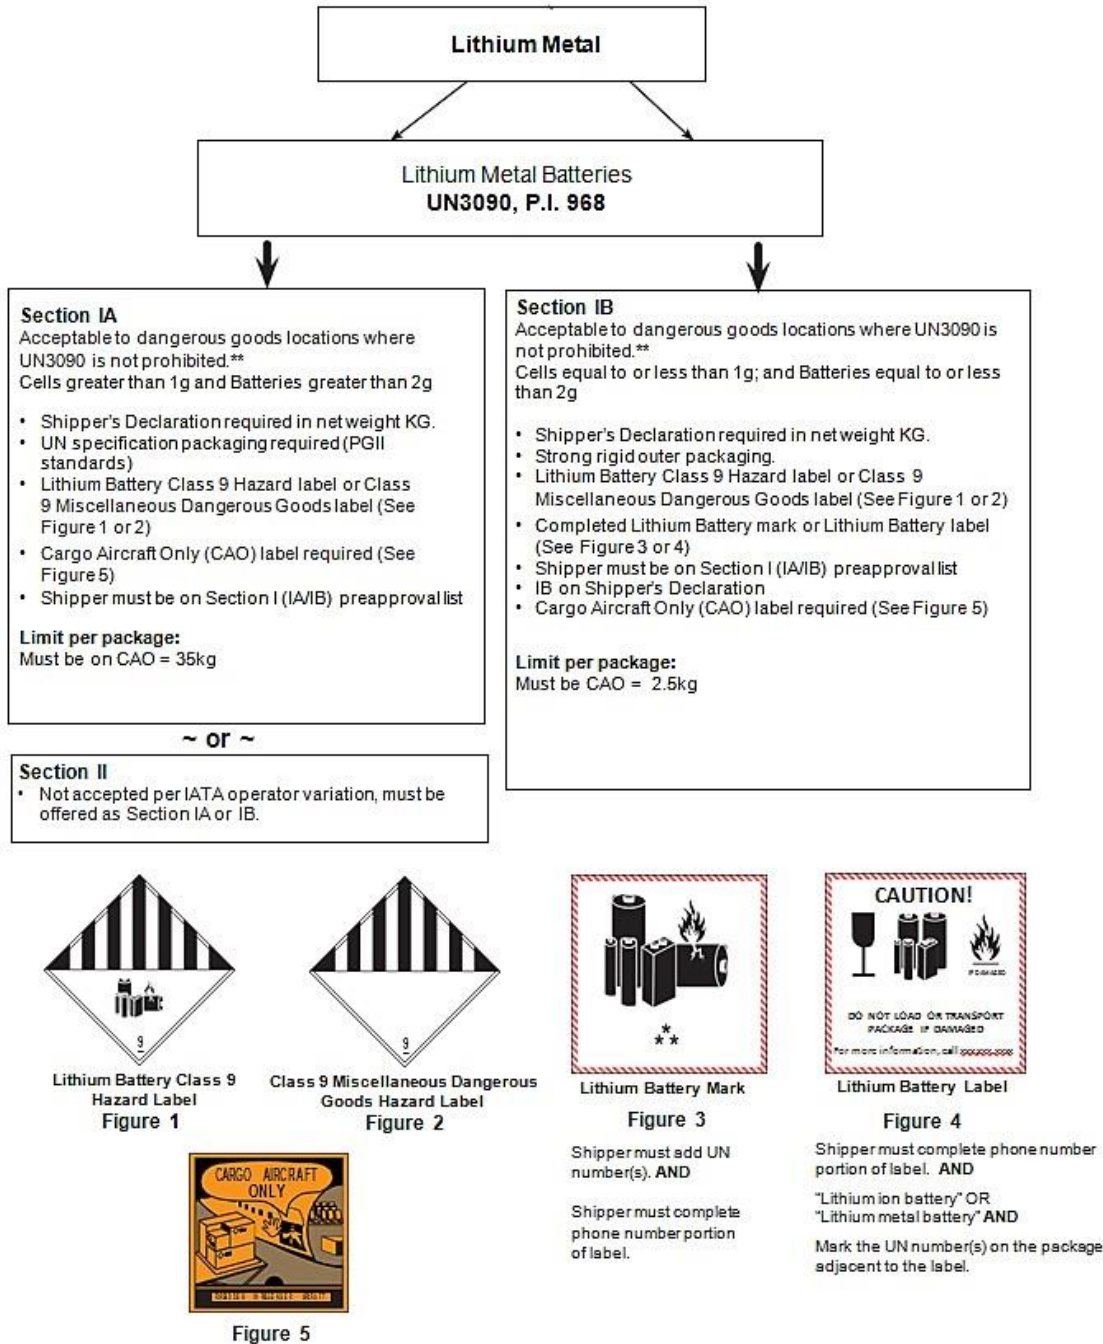 Lithium Metal
Lithium Metal Batteries
UN3090, P.I. 968
Section IA
Acceptable to dangerous goods locations where
UN3090 is not prohibited.**
Cells greater than 1g and Batteries greater than 2g
• Shipper's Declaration required in net weight KG.
• UN specification packaging required (PGII
standards)
• Lithium Battery Class 9 Hazard label or Class
9 Miscellaneous Dangerous Goods label (See
Figure 1 or 2)
• Cargo Aircraft Only (CAO) label required (See
Figure 5)
• Shipper must be on Section I (IA/IB) preapproval list
Limit per package:
Must be on CAO = 35kg
Section IB
Acceptable to dangerous goods locations where UN3090 is
not prohibited.**
Cells equal to or less than 1g; and Batteries equal to or less
than 2g
• Shipper's Declaration required in net weight KG.
• Strong rigid outer packaging.
• Lithium Battery Class 9 Hazard label or Class 9
Miscellaneous Dangerous Goods label (See Figure 1 or 2)
• Completed Lithium Battery mark or Lithium Battery label
(See Figure 3 or 4)
• Shipper must be on Section I (IA/IB) preapproval list
• IB on Shipper's Declaration
• Cargo Aircraft Only (CAO) label required (See Figure 5)
Limit per package:
Must be CAO = 2.5kg
~ or ~
Section II
• Not accepted per IATA operator variation, must be
offered as Section IA or IB.
9
Lithium Battery Class 9
Hazard Label
Figure 1
9
Class 9 Miscellaneous Dangerous
Goods Hazard Label
Figure 2
*
**
Lithium Battery Mark
Figure 3
Shipper must add UN
number(s). AND
Shipper must complete
phone number portion
of label.
CAUTION!
IF DAMAGED
DO NOT LOAD OR TRANSPORT
PACKAGE IF DAMAGED
For more information, call xxx.xxx.xxxx
Lithium Battery Label
Figure 4
Shipper must complete phone number
portion of label. AND
"Lithium ion battery" OR
"Lithium metal battery" AND
Mark the UN number(s) on the package
adjacent to the label.
CARGO AIRCRAFT
ONLY
Figure 5